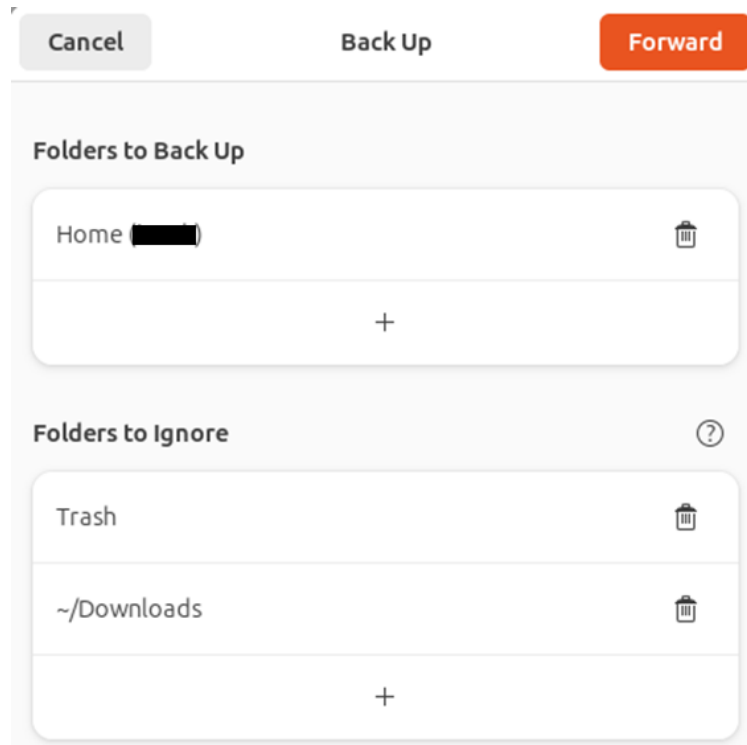 Cancel Back Up Forward
Folders to Back Up
Home ()
+
Folders to Ignore ?
Trash
~/Downloads
+